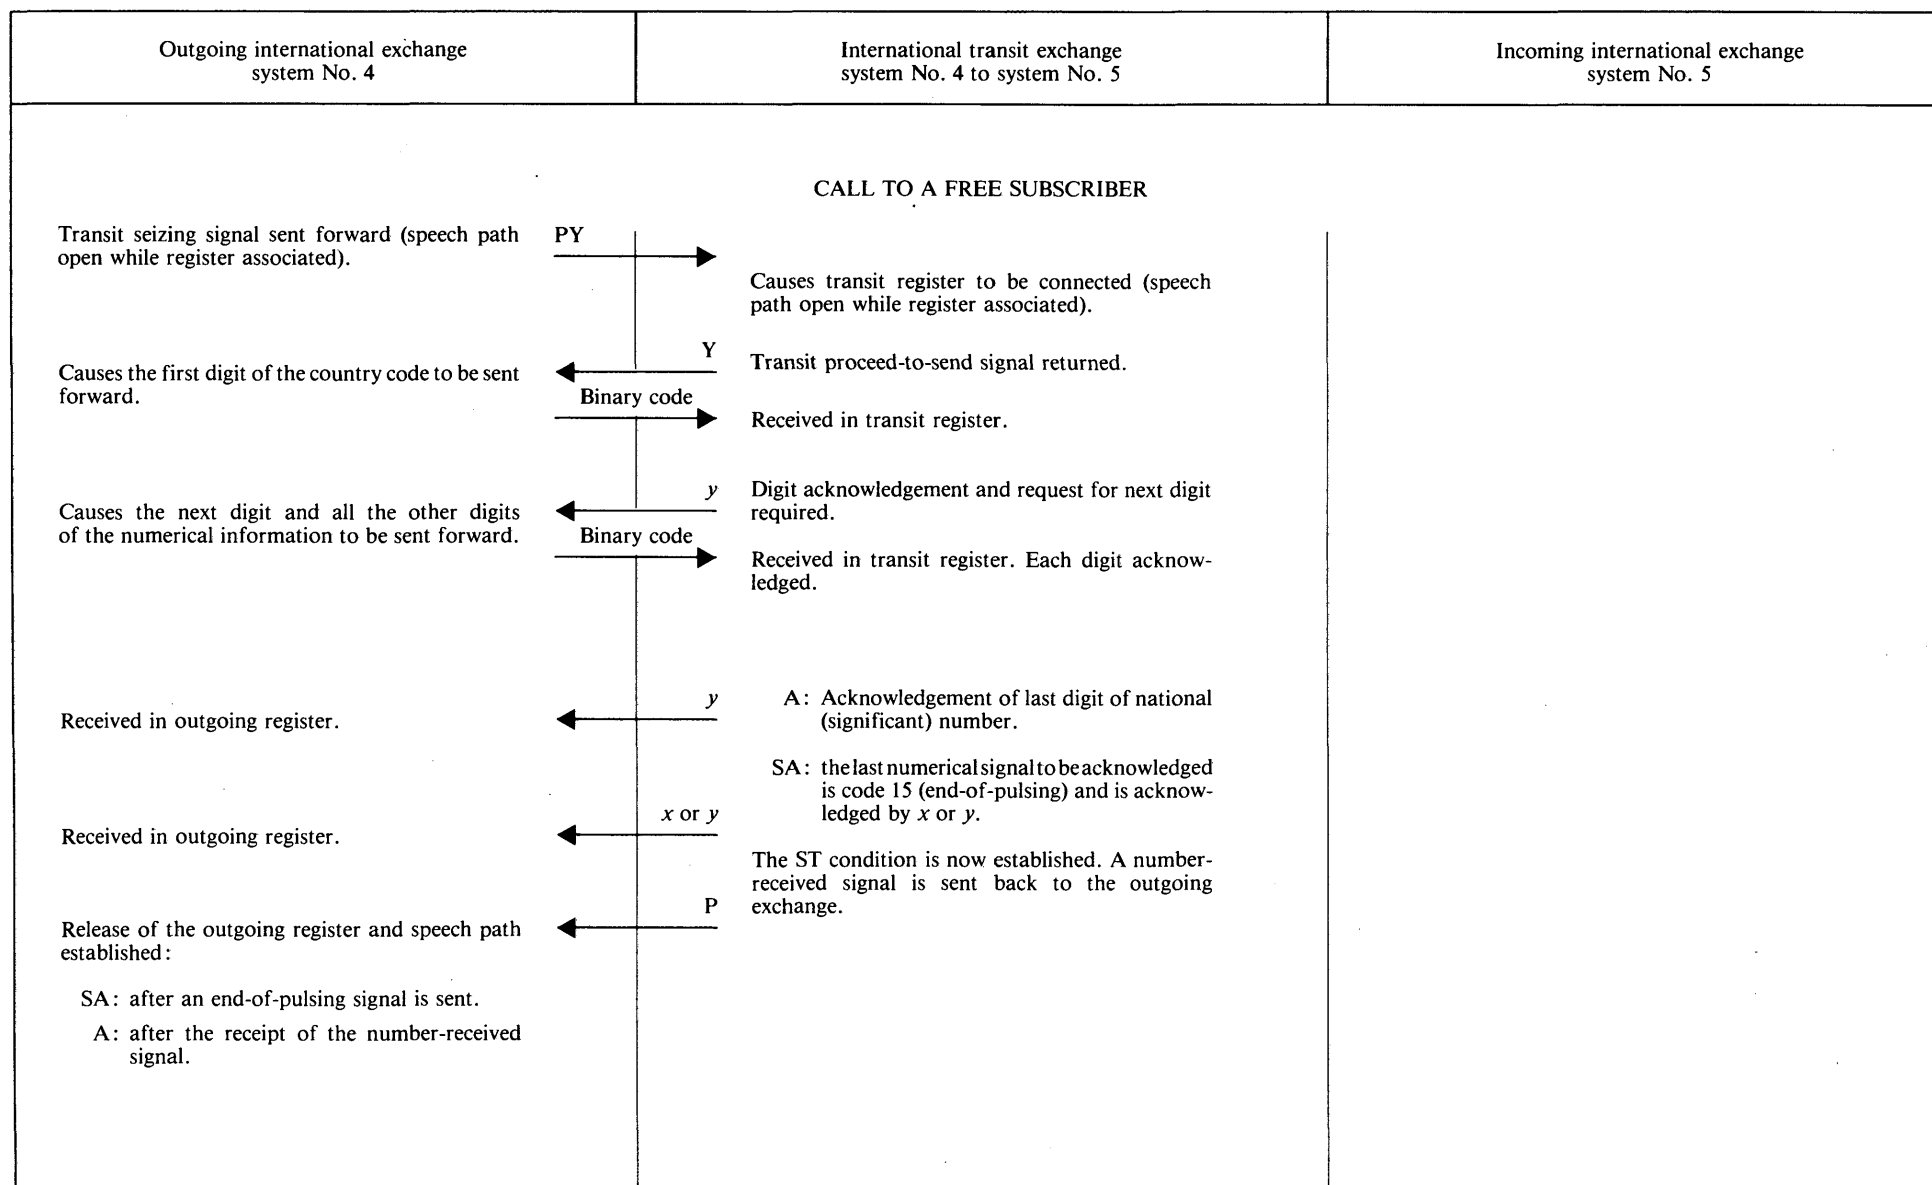 Outgoing international exchange
system No. 4
International transit exchange
system No. 4 to system No. 5
Incoming international exchange
system No. 5
CALL TO A FREE SUBSCRIBER
Transit seizing signal sent forward (speech path
open while register associated).
PY
Causes transit register to be connected (speech
path open while register associated).
Y
Transit proceed-to-send signal returned.
Causes the first digit of the country code to be sent
forward.
Binary code
Received in transit register.
y
Digit acknowledgement and request for next digit
required.
Causes the next digit and all the other digits
of the numerical information to be sent forward.
Binary code
Received in transit register. Each digit acknow-
ledged.
y
A: Acknowledgement of last digit of national
(significant) number.
Received in outgoing register.
SA: the last numerical signal to be acknowledged
is code 15 (end-of-pulsing) and is acknow-
ledged by x or y.
x or y
Received in outgoing register.
The ST condition is now established. A number-
received signal is sent back to the outgoing
exchange.
P
Release of the outgoing register and speech path
established:
SA: after an end-of-pulsing signal is sent.
A: after the receipt of the number-received
signal.